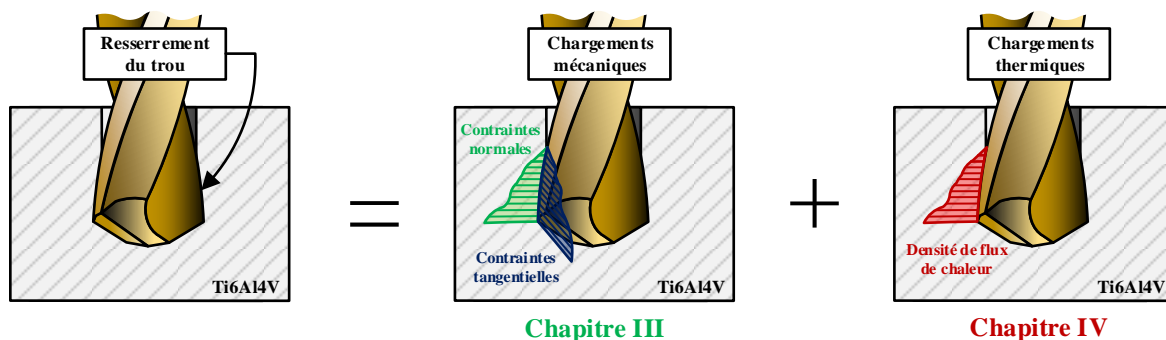 Resserrement
du trou
Ti6Al4V
=
Chargements
mécaniques
Contraintes
normales
Contraintes
tangentielles
Ti6Al4V
Chapitre III
+
Chargements
thermiques
Densité de flux
de chaleur
Ti6Al4V
Chapitre IV